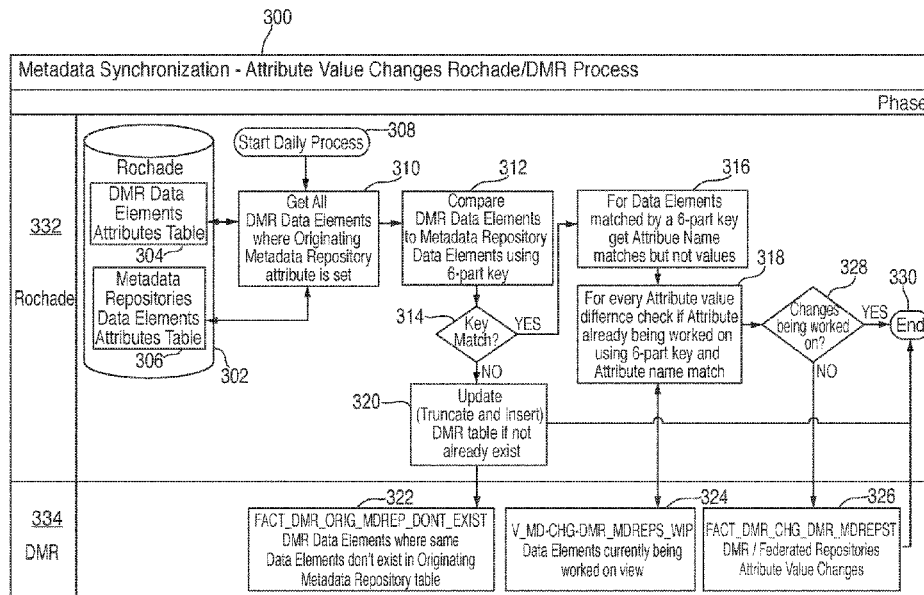 300
Metadata Synchronization - Attribute Value Changes Rochade/DMR Process
Phase
332
Rochade
Rochade
DMR Data
Elements
Attributes Table
304
Metadata
Repositories
Data Elements
Attributes Table
306
302
Start Daily Process
308
310
Get All
DMR Data Elements
where Originating
Metadata Repository
attribute is set
312
Compare
DMR Data Elements
to Metadata Repository
Data Elements using
6-part key
314
Key
Match?
YES
NO
316
For Data Elements
matched by a 6-part key
get Attribue Name
matches but not values
318
For every Attribute value
differnce check if Attribute
already being worked on
using 6-part key and
Attribute name match
328
Changes
being worked
on?
YES
NO
330
End
320
Update
(Truncate and Insert)
DMR table if not
already exist
334
DMR
322
FACT_DMR_ORIG_MDREP_DONT_EXIST
DMR Data Elements where same
Data Elements don't exist in Originating
Metadata Repository table
324
V_MD-CHG-DMR_MDREPS_WIP
Data Elements currently being
worked on view
326
FACT_DMR_CHG_DMR_MDREPST
DMR / Federated Repositories
Attribute Value Changes